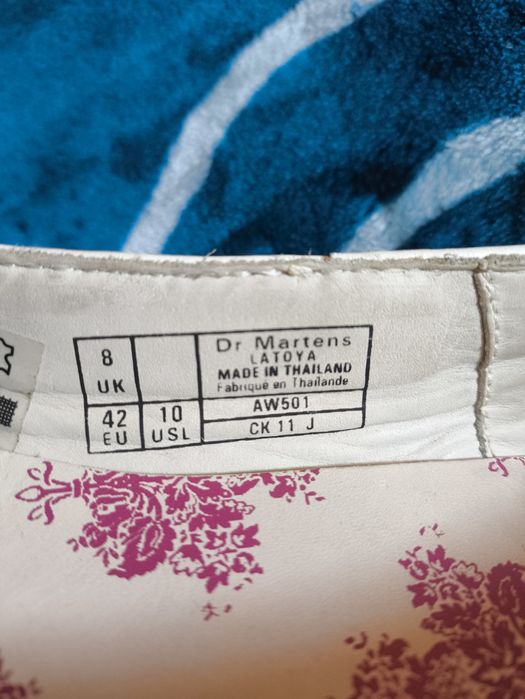 8
UK
42
EU
10
USL
Dr Martens
LATOYA
MADE IN THAILAND
Fabriqué en Thaïlande
AW501
CK 11 J